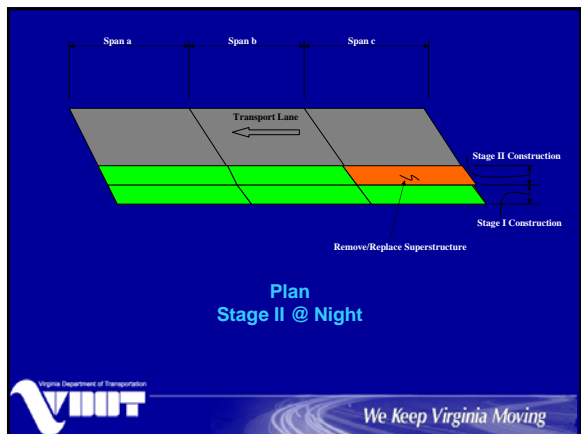 Span a Span b Span c
Transport Lane
Stage II Construction
Stage I Construction
Remove/Replace Superstructure
Plan
Stage II @ Night
Virginia Department of Transportation
VDOT
We Keep Virginia Moving